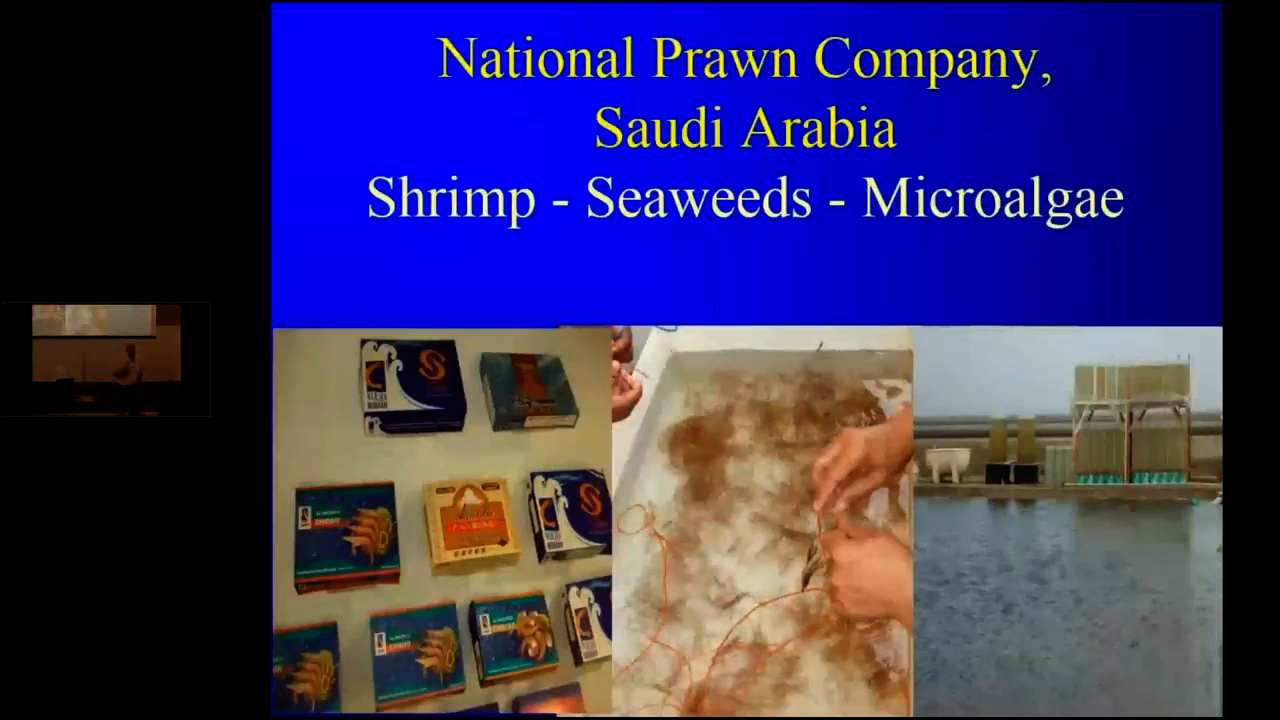 National Prawn Company,
Saudi Arabia
Shrimp - Seaweeds - Microalgae